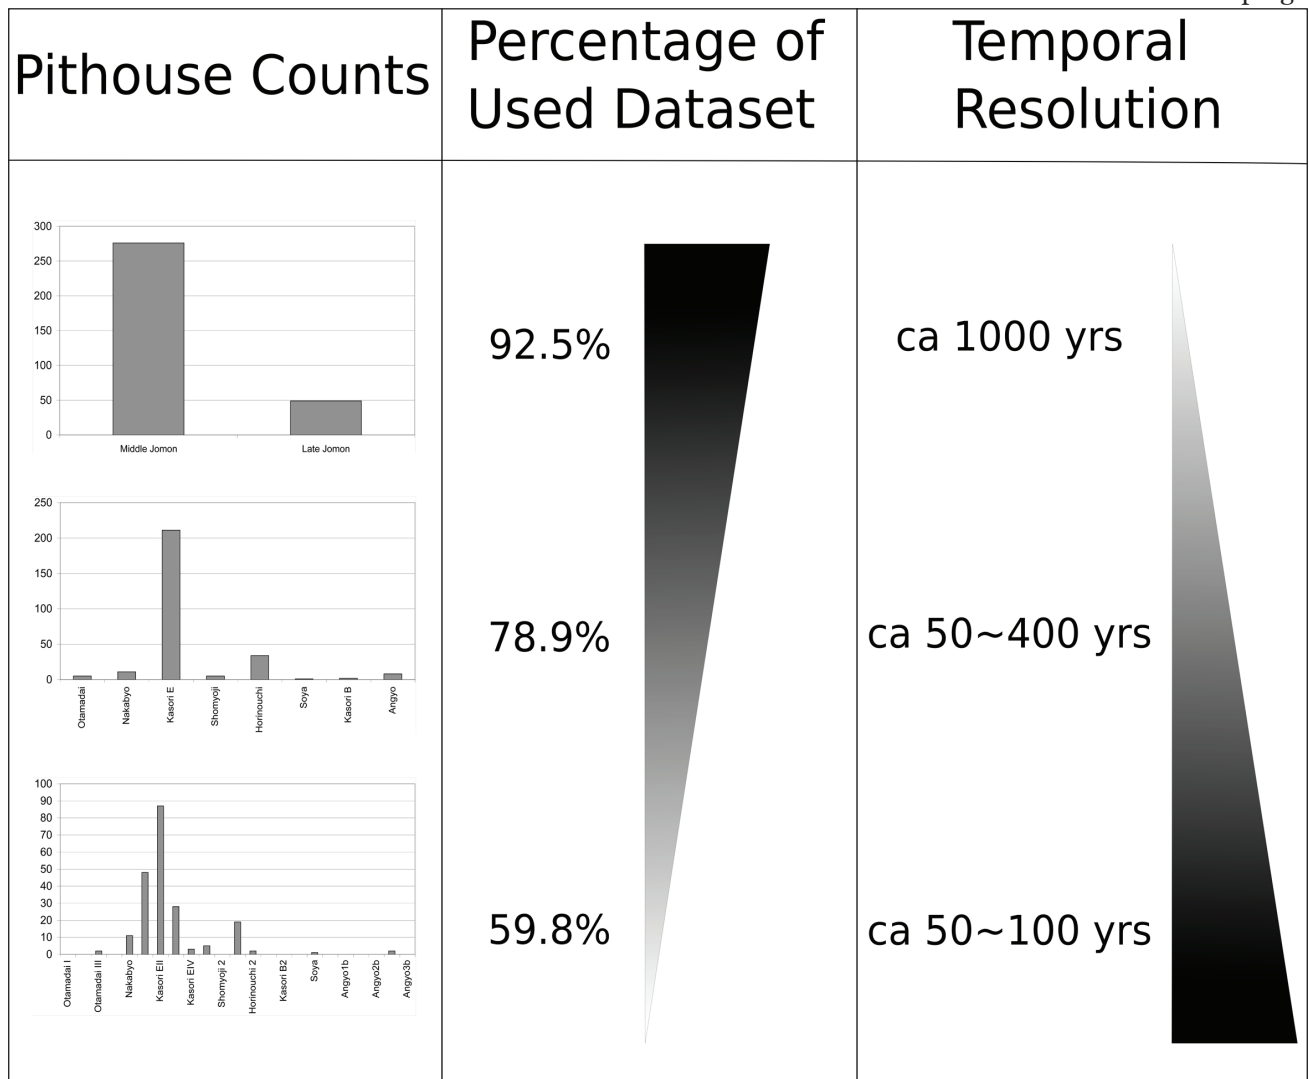 Pithouse Counts
Percentage of
Used Dataset
Temporal
Resolution
300
250
200
150
100
50
0
Middle Jomon
Late Jomon
92.5%
ca 1000 yrs
250
200
150
100
50
0
Otamadai
Nakabyo
Kasori E
Shomyoji
Horinouchi
Soya
Kasori B
Angyo
78.9%
ca 50~400 yrs
100
90
80
70
60
50
40
30
20
10
0
Otamadai I
Otamadai III
Nakabyo
Kasori EII
Kasori EIV
Shomyoji 2
Horinouchi 2
Kasori B2
Soya
Angyo1b
Angyo2b
Angyo3b
59.8%
ca 50~100 yrs